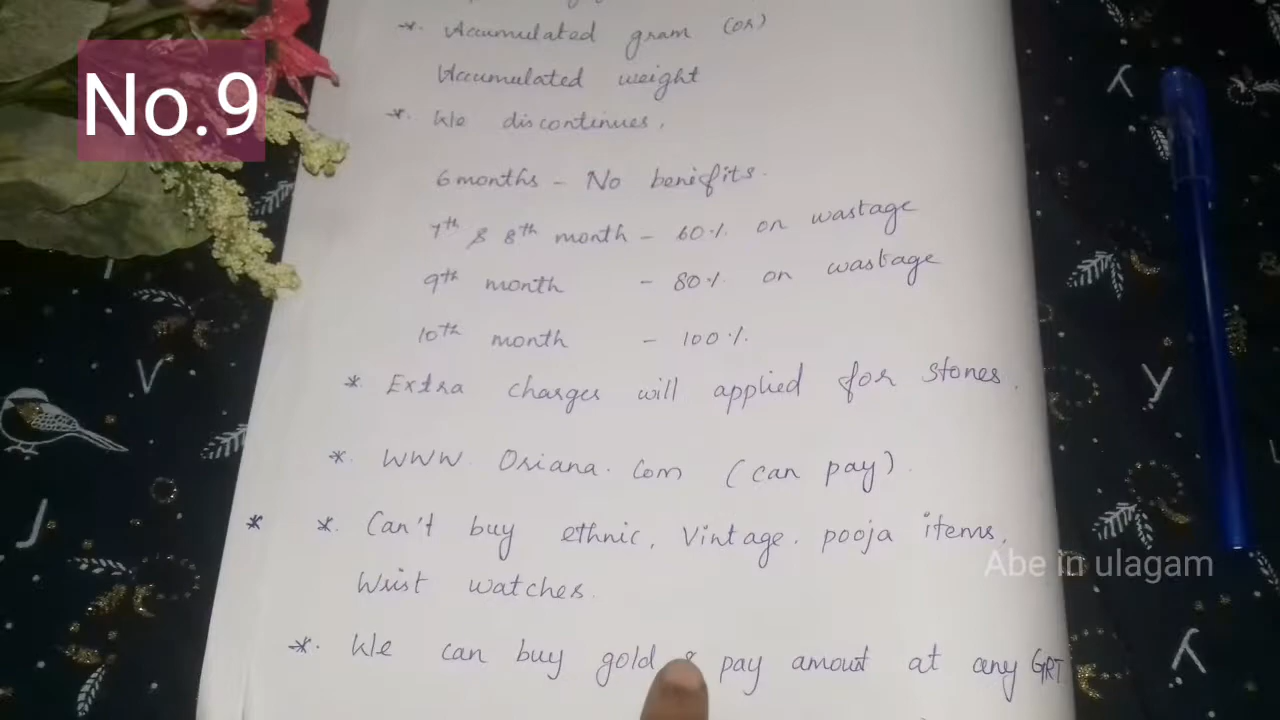 No.9
*. Accumulated gram (or)
Accumulated weight
*. We discontinues,
6 months - No benifits.
7th & 8th month - 60% on wastage
9th month - 80% on wastage
10th month - 100%.
*. Extra charges will applied for stones.
*. WWW. Oriana. Com (can pay).
* *. Can't buy ethnic, Vintage. pooja items,
Abe in ulagam
Wrist watches.
*. We can buy gold & pay amout at any GRT